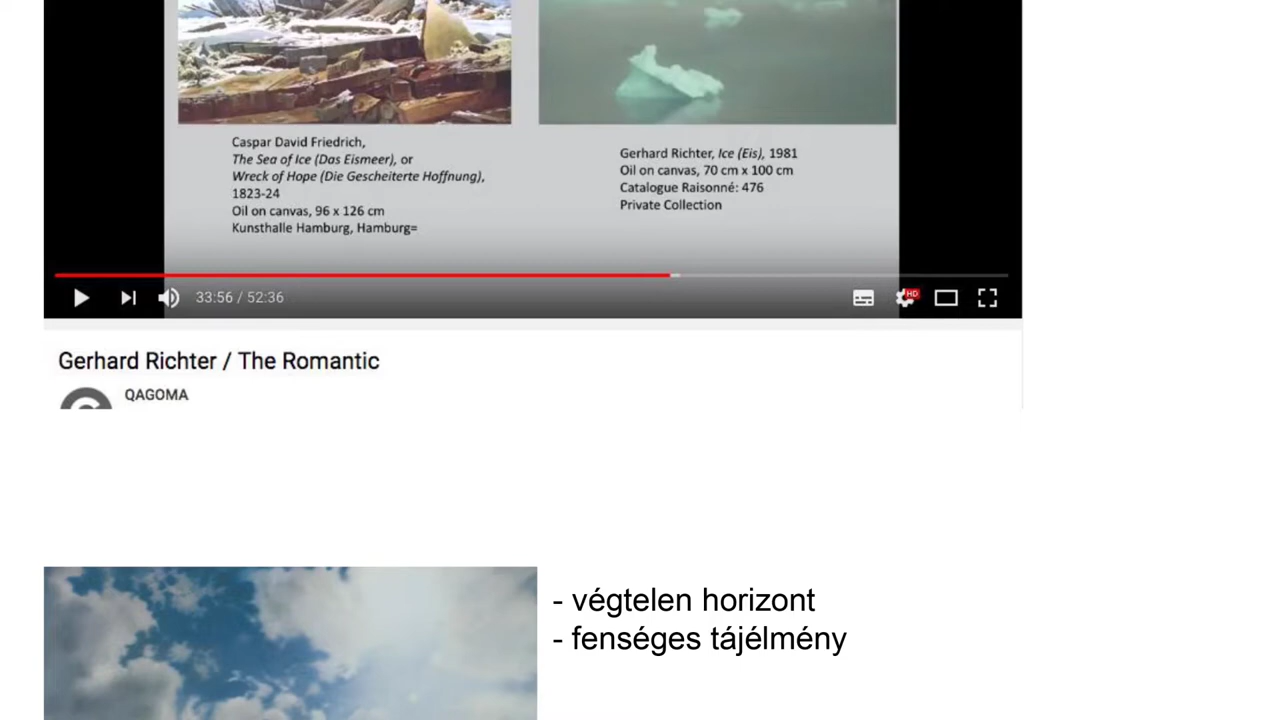 Caspar David Friedrich,
The Sea of Ice (Das Eismeer), or
Wreck of Hope (Die Gescheiterte Hoffnung),
1823-24
Oil on canvas, 96 x 126 cm
Kunsthalle Hamburg, Hamburg=
Gerhard Richter, Ice (Eis), 1981
Oil on canvas, 70 cm x 100 cm
Catalogue Raisonné: 476
Private Collection
33:56 / 52:36
HD
Gerhard Richter / The Romantic
QAGOMA
- végtelen horizont
- fenséges tájélmény